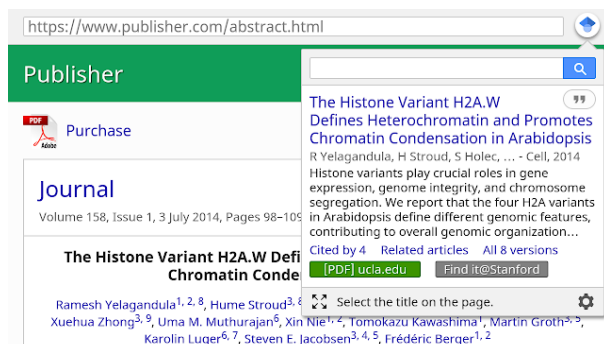 https://www.publisher.com/abstract.html
Publisher
PDF
Adobe
Purchase
Journal
Volume 158, Issue 1, 3 July 2014, Pages 98–109
The Histone Variant H2A.W Defi
Chromatin Conde
Ramesh Yelagandula1, 2, 8, Hume Stroud3, 8
Xuehua Zhong3, 9, Uma M. Muthurajan6, Xin Nie1, 2, Tomokazu Kawashima1, Martin Groth3, 5,
Karolin Luger6, 7, Steven E. Jacobsen3, 4, 5, Frédéric Berger1, 2
The Histone Variant H2A.W
Defines Heterochromatin and Promotes
Chromatin Condensation in Arabidopsis
R Yelagandula, H Stroud, S Holec, ... - Cell, 2014
Histone variants play crucial roles in gene
expression, genome integrity, and chromosome
segregation. We report that the four H2A variants
in Arabidopsis define different genomic features,
contributing to overall genomic organization...
Cited by 4 Related articles All 8 versions
[PDF] ucla.edu Find it@Stanford
Select the title on the page.